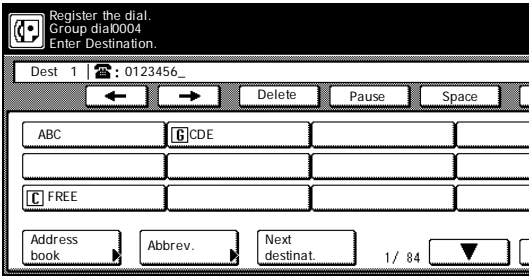 Register the dial.
Group dial0004
Enter Destination.
Dest 1 ☎: 0123456_
Delete Pause Space
ABC G CDE
C FREE
Address book
Abbrev.
Next destinat.
1/ 84